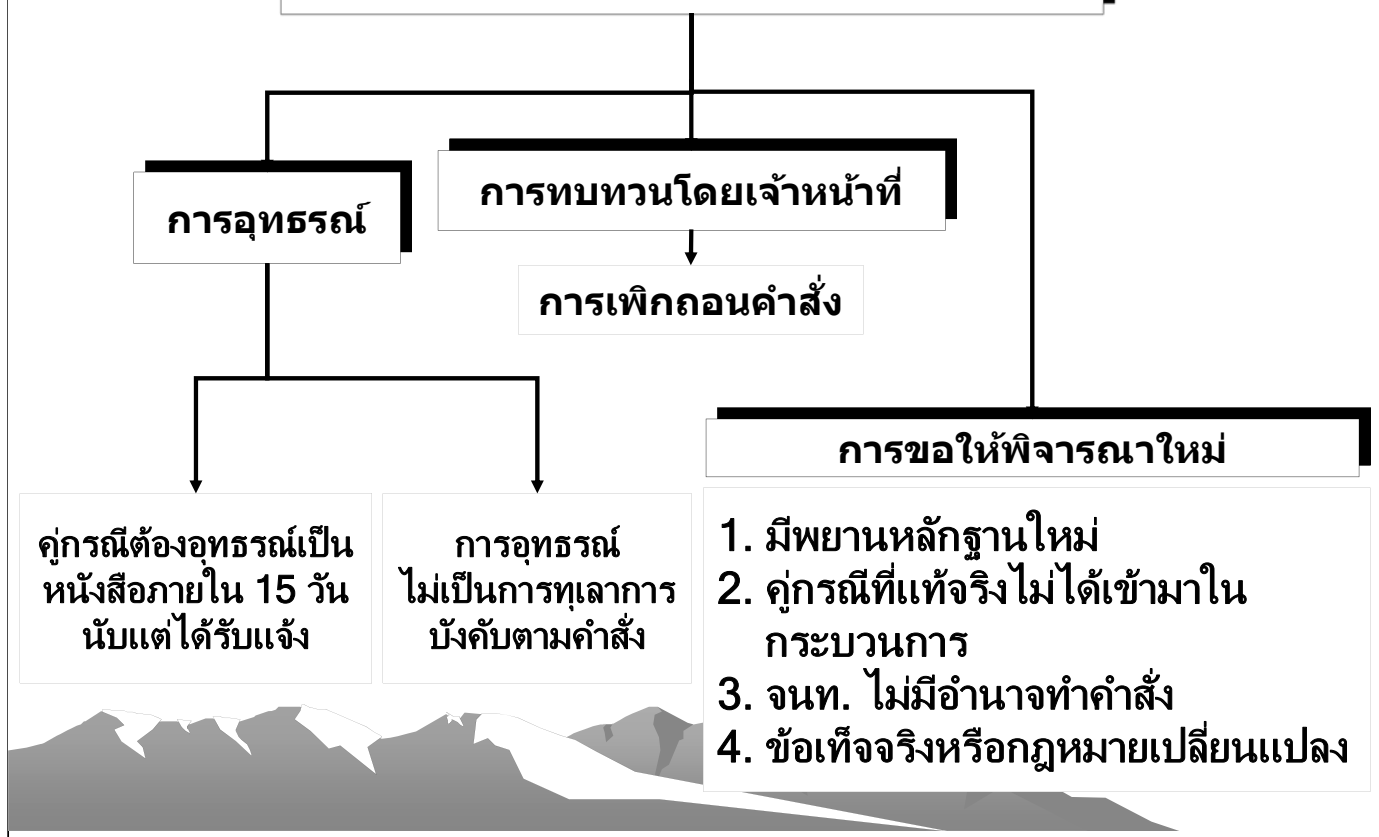 การทบทวนโดยเจ้าหน้าที่
การอุทธรณ์
การเพิกถอนคำสั่ง
การขอให้พิจารณาใหม่
คู่กรณีต้องอุทธรณ์เป็น
หนังสือภายใน 15 วัน
นับแต่ได้รับแจ้ง
การอุทธรณ์
ไม่เป็นการทุเลาการ
บังคับตามคำสั่ง
1. มีพยานหลักฐานใหม่
2. คู่กรณีที่แท้จริงไม่ได้เข้ามาใน
กระบวนการ
3. จนท. ไม่มีอำนาจทำคำสั่ง
4. ข้อเท็จจริงหรือกฎหมายเปลี่ยนแปลง